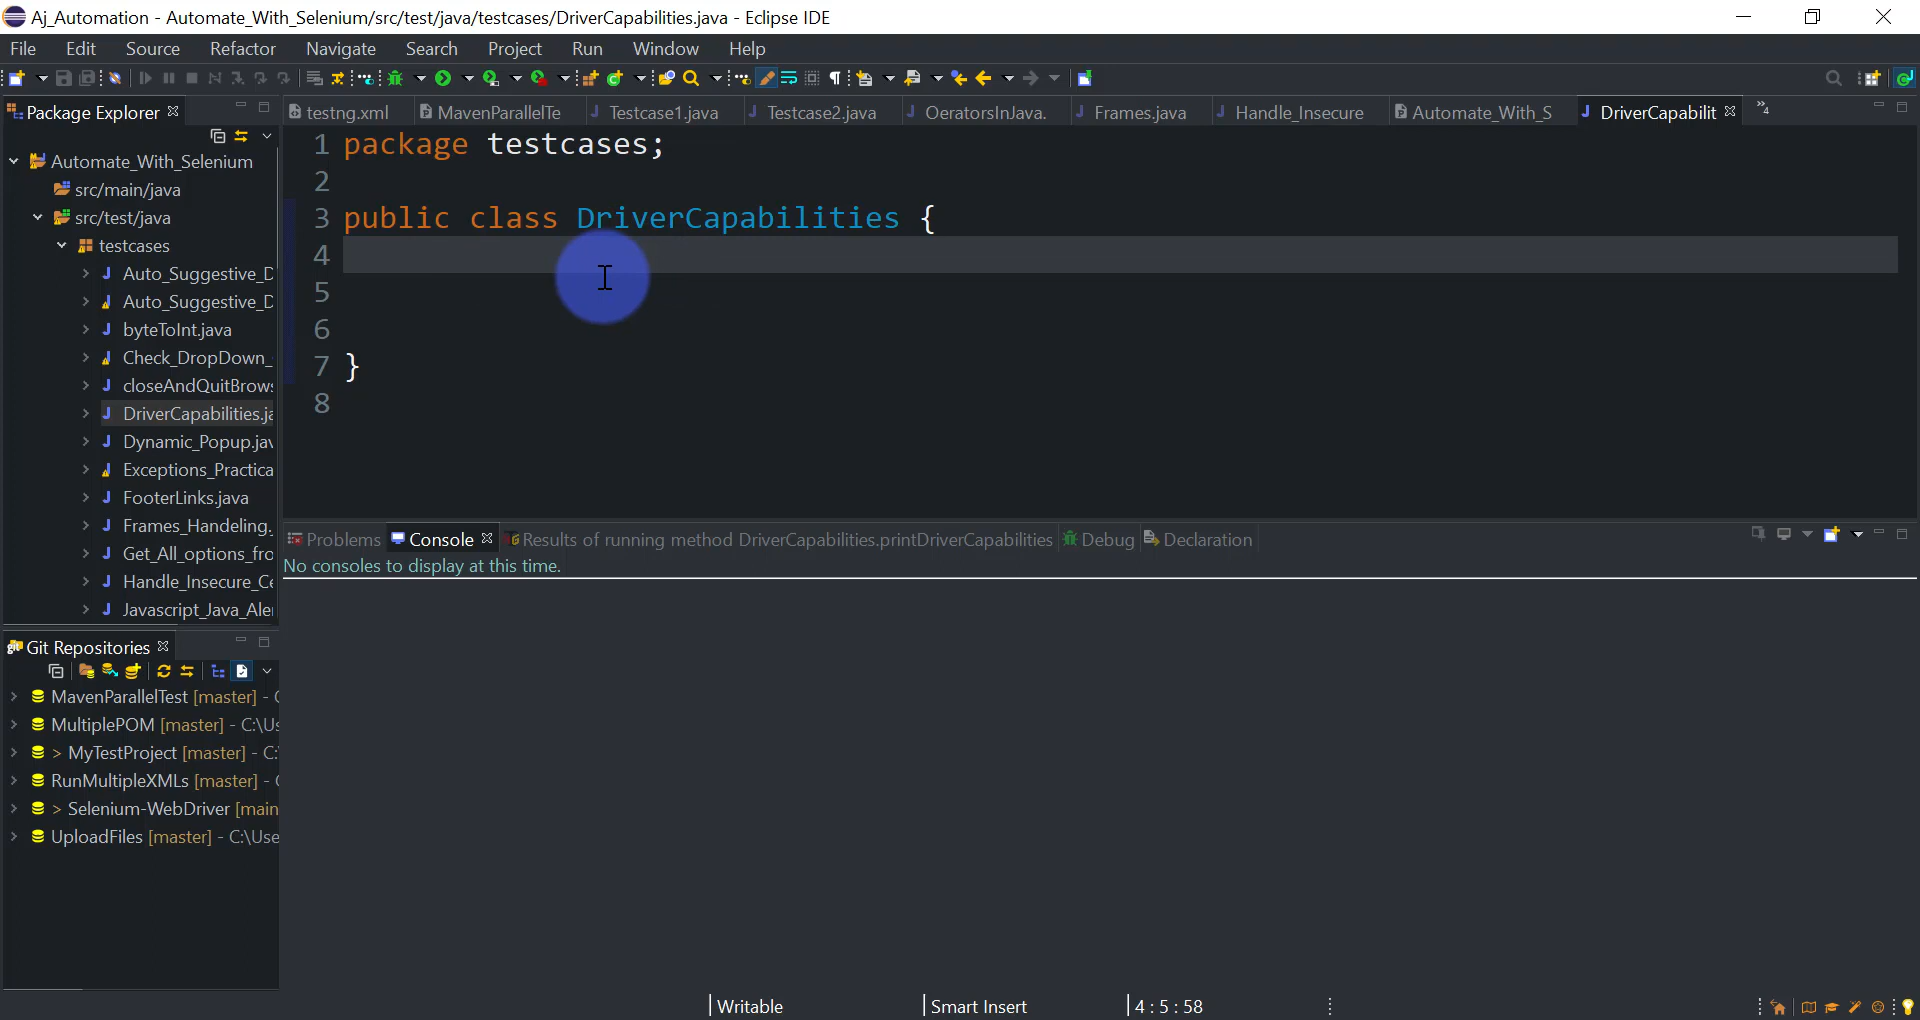 Aj_Automation - Automate_With_Selenium/src/test/java/testcases/DriverCapabilities.java - Eclipse IDE
File Edit Source Refactor Navigate Search Project Run Window Help
Package Explorer
testng.xml MavenParallelTe Testcase1.java Testcase2.java OeratorsInJava. Frames.java Handle_Insecure Automate_With_S DriverCapabilit »4
Automate_With_Selenium
src/main/java
src/test/java
testcases
Auto_Suggestive_D
Auto_Suggestive_D
byteToInt.java
Check_DropDown_
closeAndQuitBrows
DriverCapabilities.ja
Dynamic_Popup.jav
Exceptions_Practica
FooterLinks.java
Frames_Handeling.
Get_All_options_fro
Handle_Insecure_Ce
Javascript_Java_Aler
1 package testcases;
2
3 public class DriverCapabilities {
4
5
6
7 }
8
Problems Console Results of running method DriverCapabilities.printDriverCapabilities Debug Declaration
No consoles to display at this time.
Git Repositories
MavenParallelTest [master] - C
MultiplePOM [master] - C:\Us
> MyTestProject [master] - C:
RunMultipleXMLs [master] - C
> Selenium-WebDriver [main
UploadFiles [master] - C:\Use
Writable Smart Insert 4 : 5 : 58